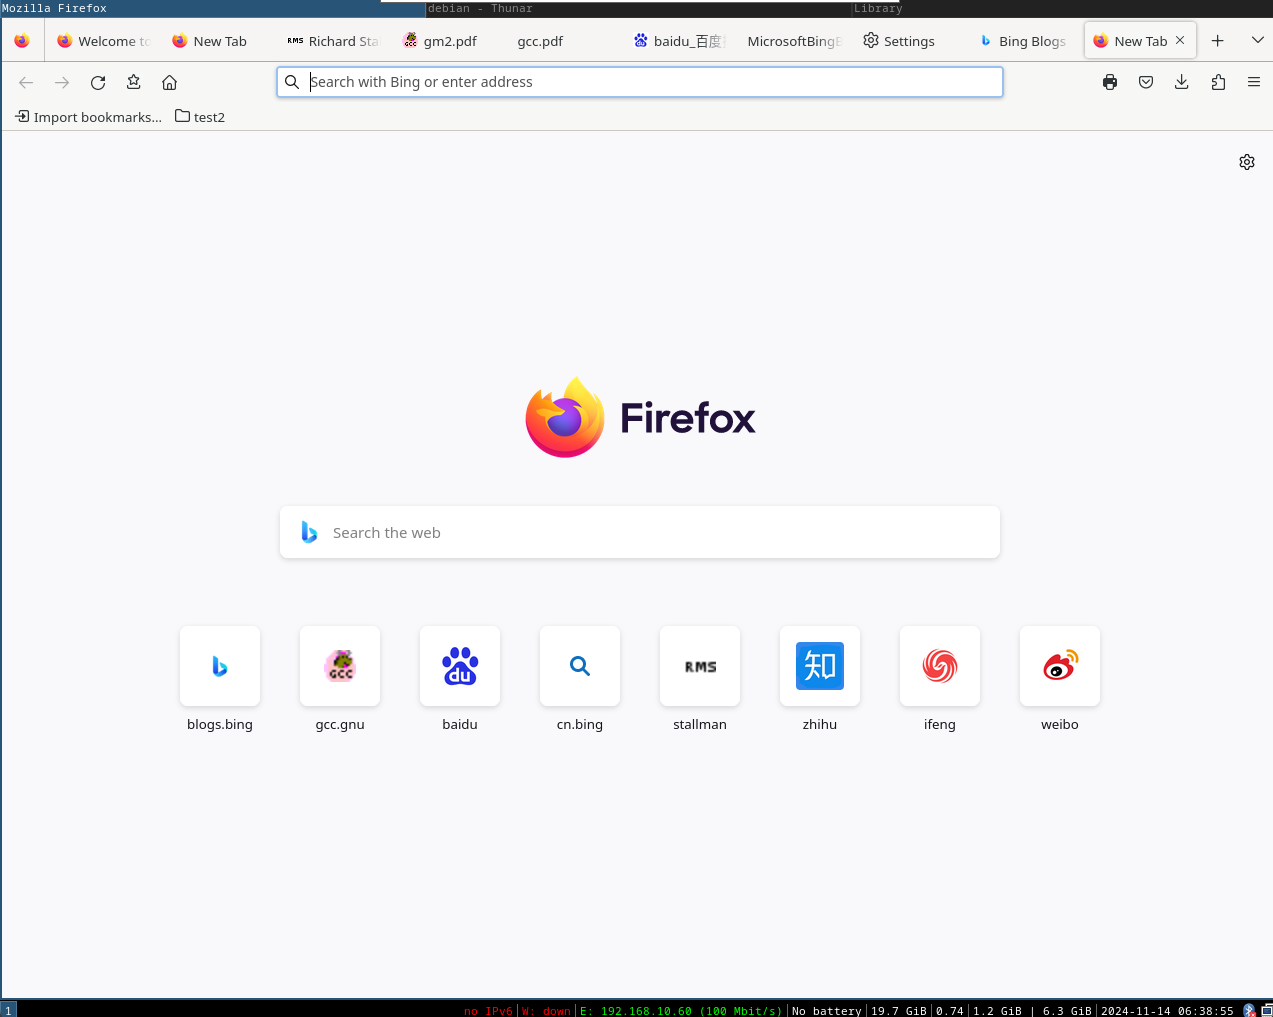 Mozilla Firefox debian - Thunar Library
Welcome to New Tab RMS Richard Sta gm2.pdf gcc.pdf baidu_百度 MicrosoftBing Settings Bing Blogs New Tab
Search with Bing or enter address
Import bookmarks... test2
Firefox
Search the web
GCC du RMS 知
blogs.bing gcc.gnu baidu cn.bing stallman zhihu ifeng weibo
1 no IPv6 W: down E: 192.168.10.60 (100 Mbit/s) No battery 19.7 GiB 0.74 1.2 GiB | 6.3 GiB 2024-11-14 06:38:55